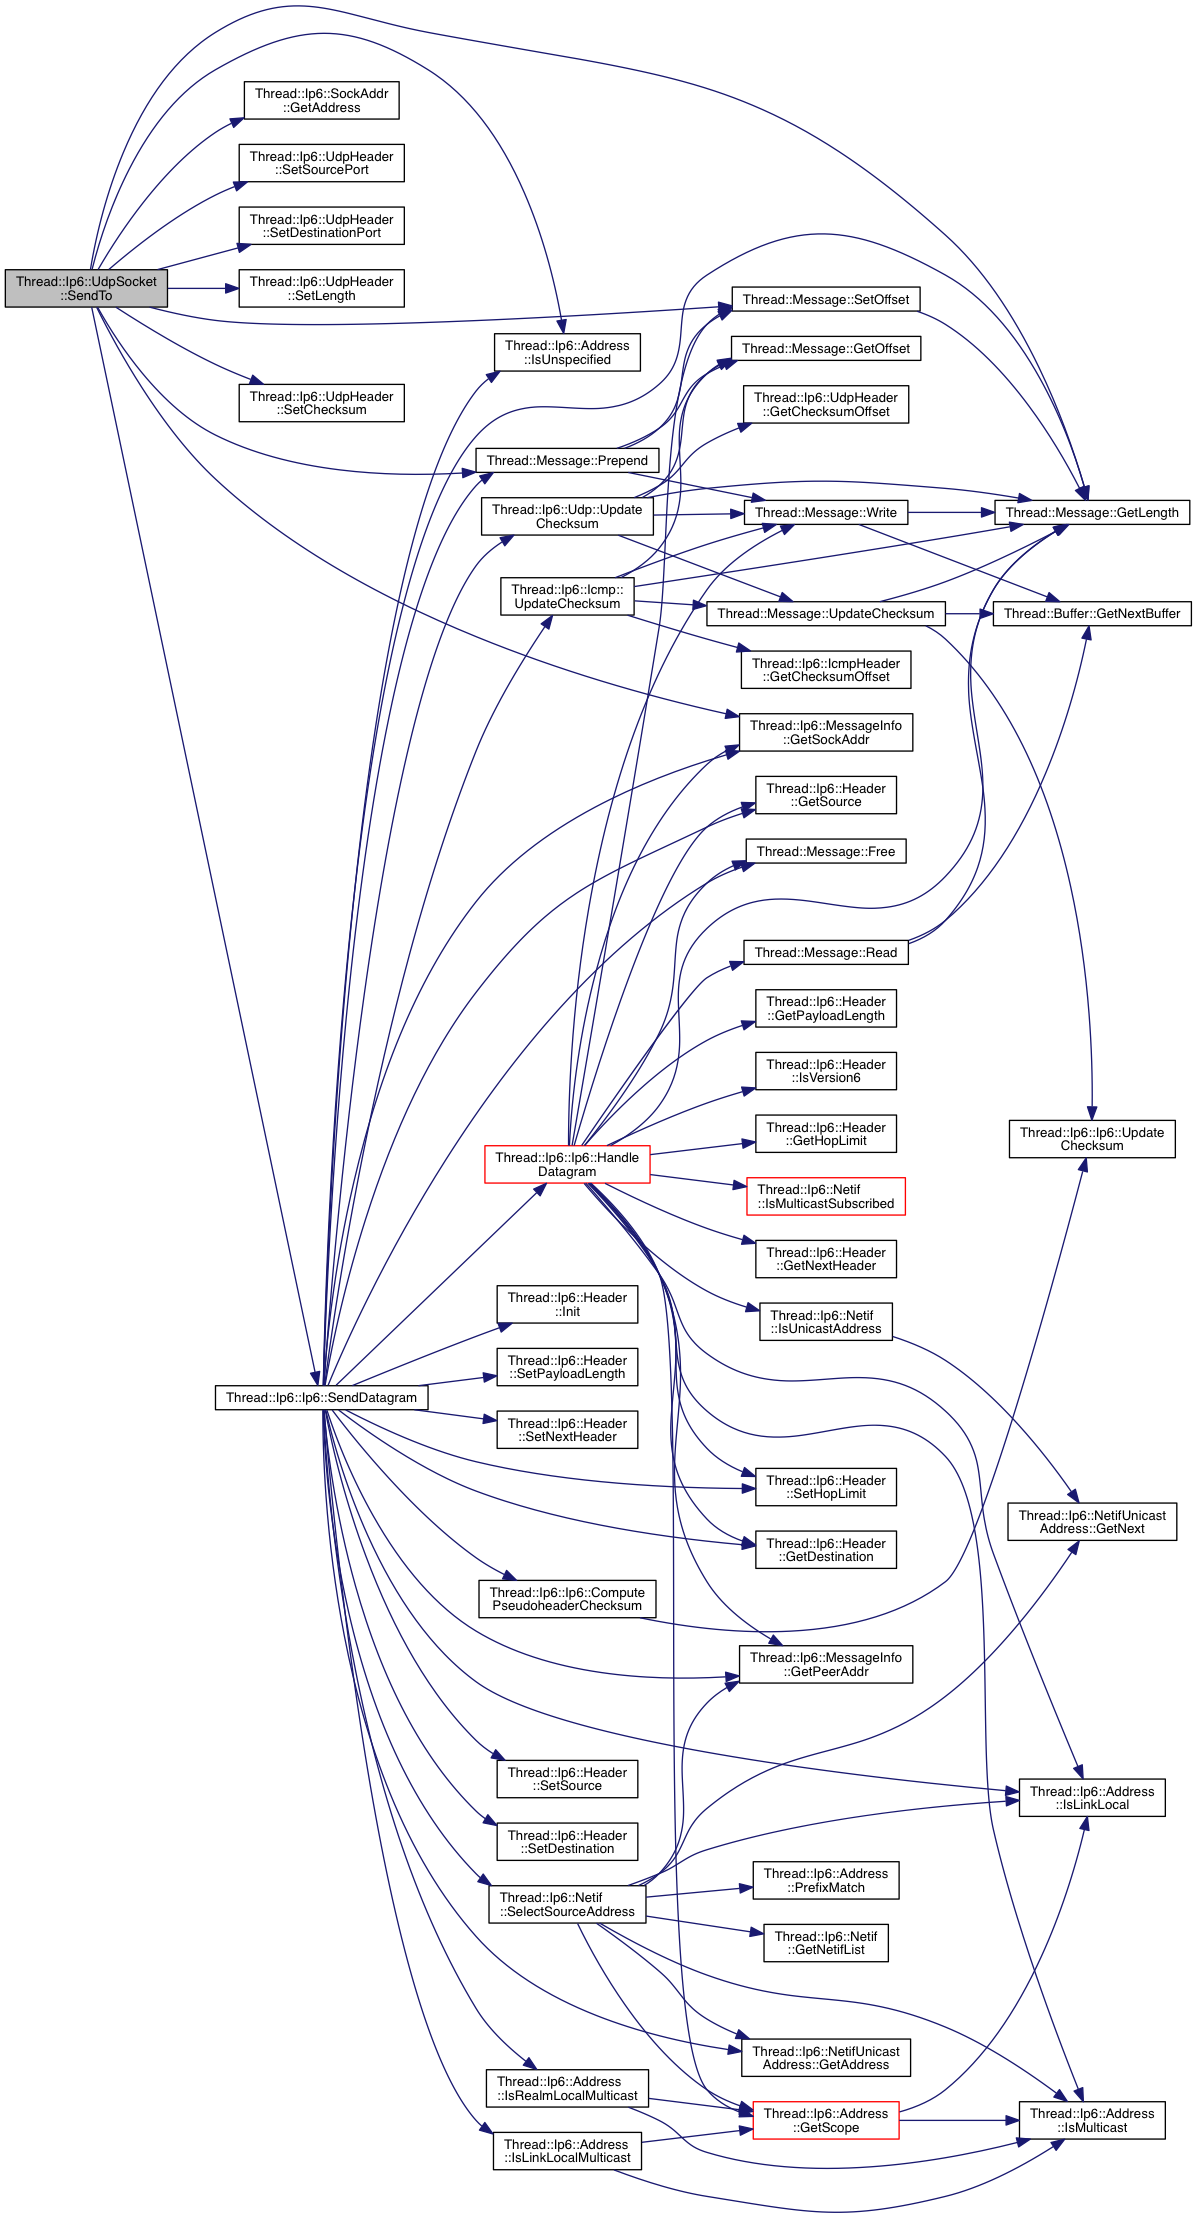 Thread::Ip6::SockAddr
::GetAddress
Thread::Ip6::UdpHeader
::SetSourcePort
Thread::Ip6::UdpHeader
::SetDestinationPort
Thread::Ip6::UdpSocket
::SendTo
Thread::Ip6::UdpHeader
::SetLength
Thread::Message::SetOffset
Thread::Ip6::Address
::IsUnspecified
Thread::Message::GetOffset
Thread::Ip6::UdpHeader
::SetChecksum
Thread::Ip6::UdpHeader
::GetChecksumOffset
Thread::Message::Prepend
Thread::Ip6::Udp::Update
Checksum
Thread::Message::Write
Thread::Message::GetLength
Thread::Ip6::Icmp::
UpdateChecksum
Thread::Message::UpdateChecksum
Thread::Buffer::GetNextBuffer
Thread::Ip6::IcmpHeader
::GetChecksumOffset
Thread::Ip6::MessageInfo
::GetSockAddr
Thread::Ip6::Header
::GetSource
Thread::Message::Free
Thread::Message::Read
Thread::Ip6::Header
::GetPayloadLength
Thread::Ip6::Header
::IsVersion6
Thread::Ip6::Header
::GetHopLimit
Thread::Ip6::Ip6::Update
Checksum
Thread::Ip6::Ip6::Handle
Datagram
Thread::Ip6::Netif
::IsMulticastSubscribed
Thread::Ip6::Header
::GetNextHeader
Thread::Ip6::Header
::Init
Thread::Ip6::Netif
::IsUnicastAddress
Thread::Ip6::Header
::SetPayloadLength
Thread::Ip6::Ip6::SendDatagram
Thread::Ip6::Header
::SetNextHeader
Thread::Ip6::Header
::SetHopLimit
Thread::Ip6::NetifUnicast
Address::GetNext
Thread::Ip6::Header
::GetDestination
Thread::Ip6::Ip6::Compute
PseudoheaderChecksum
Thread::Ip6::MessageInfo
::GetPeerAddr
Thread::Ip6::Header
::SetSource
Thread::Ip6::Address
::IsLinkLocal
Thread::Ip6::Header
::SetDestination
Thread::Ip6::Address
::PrefixMatch
Thread::Ip6::Netif
::SelectSourceAddress
Thread::Ip6::Netif
::GetNetifList
Thread::Ip6::NetifUnicast
Address::GetAddress
Thread::Ip6::Address
::IsRealmLocalMulticast
Thread::Ip6::Address
::GetScope
Thread::Ip6::Address
::IsMulticast
Thread::Ip6::Address
::IsLinkLocalMulticast